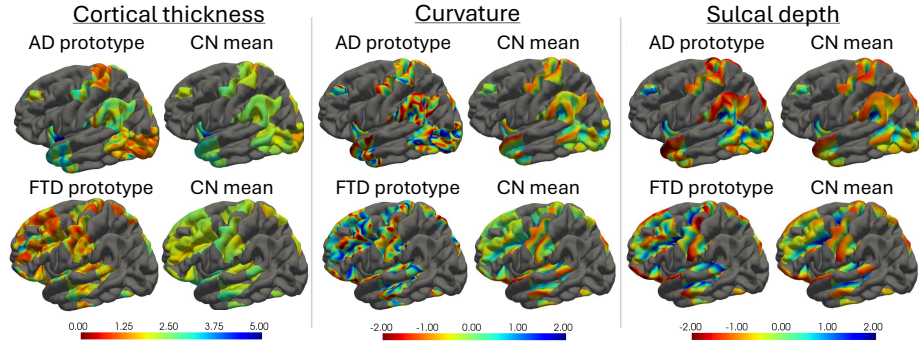 Cortical thickness
AD prototype CN mean
FTD prototype CN mean
0.00 1.25 2.50 3.75 5.00
Curvature
AD prototype CN mean
FTD prototype CN mean
-2.00 -1.00 0.00 1.00 2.00
Sulcal depth
AD prototype CN mean
FTD prototype CN mean
-2.00 -1.00 0.00 1.00 2.00